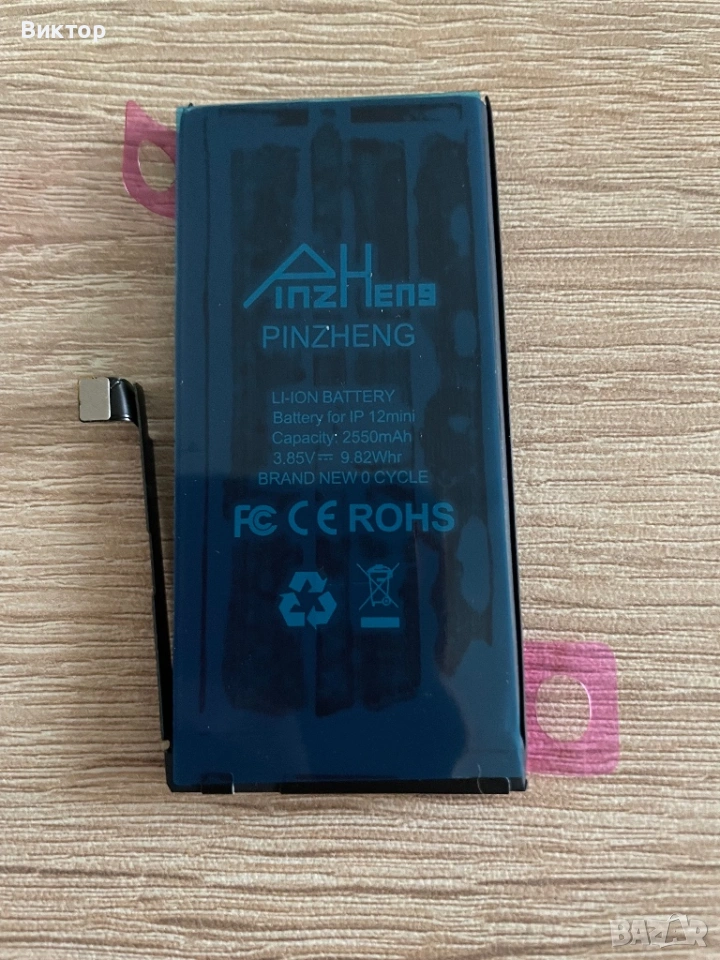 Виктор
PINZHENG
PINZHENG
LI-ION BATTERY
Battery for IP 12mini
Capacity: 2550mAh
3.85V⎓ 9.82Whr
BRAND NEW 0 CYCLE
FC CE ROHS
BAZAR